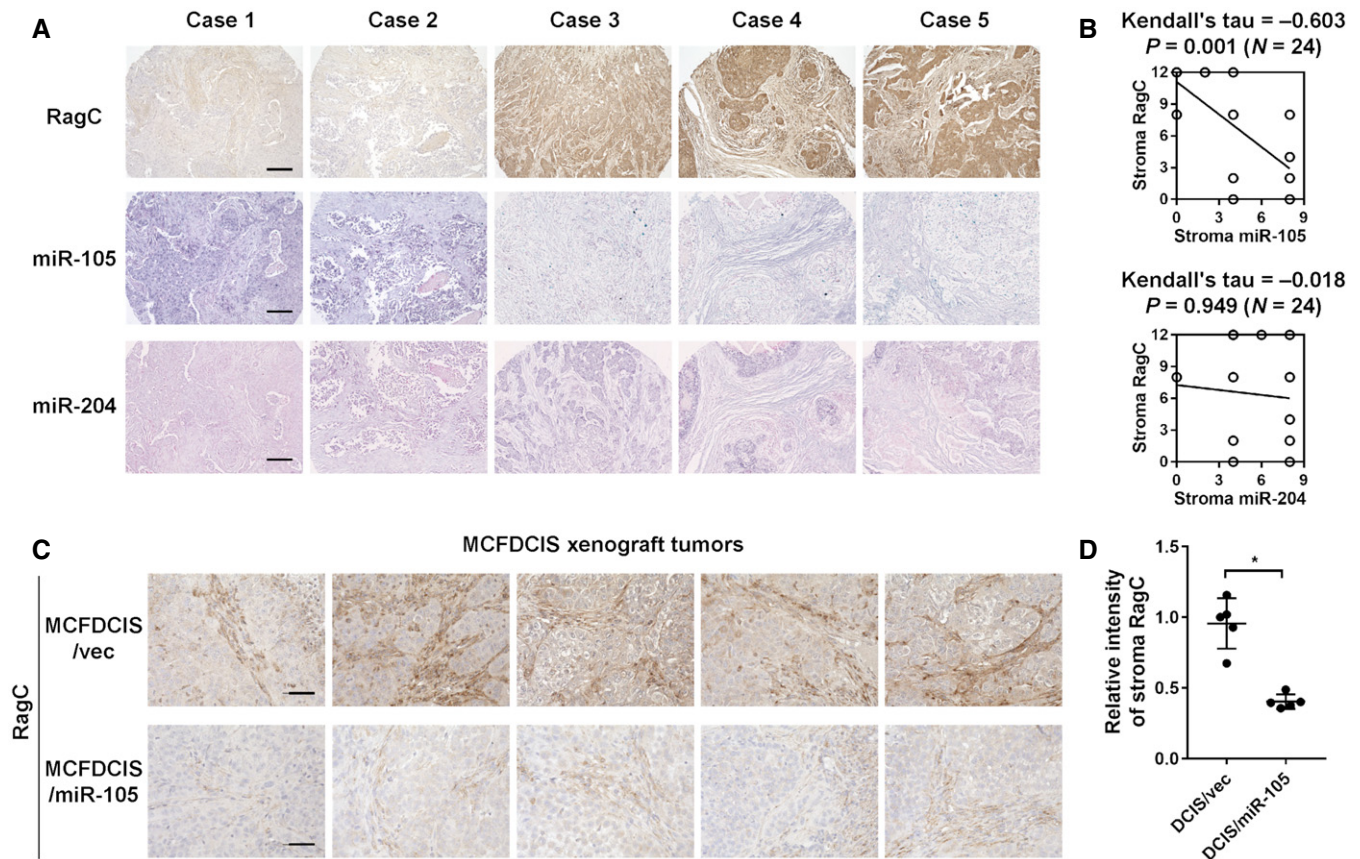 A
Case 1 Case 2 Case 3 Case 4 Case 5
RagC
miR-105
miR-204
B
Kendall's tau = –0.603
P = 0.001 (N = 24)
12
9
6
3
0
Stroma RagC
0 3 6 9
Stroma miR-105
Kendall's tau = –0.018
P = 0.949 (N = 24)
12
9
6
3
0
Stroma RagC
0 3 6 9
Stroma miR-204
C
MCFDCIS xenograft tumors
RagC
MCFDCIS
/vec
MCFDCIS
/miR-105
D
Relative intensity
of stroma RagC
1.5
1.0
0.5
0.0
*
DCIS/vec
DCIS/miR-105